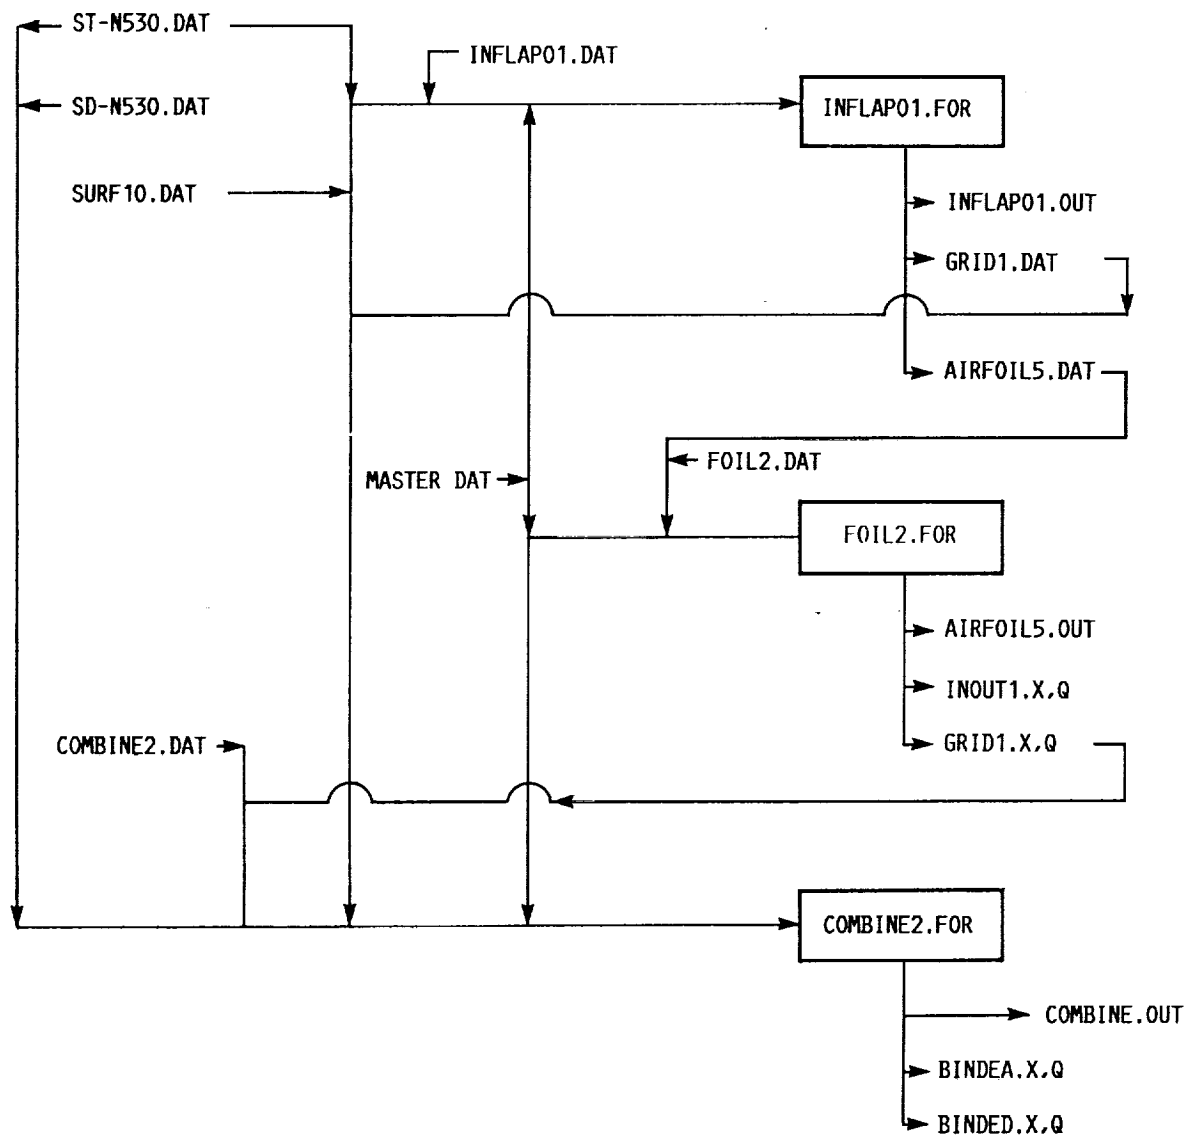 ST-N530.DAT
INFLAP01.DAT
SD-N530.DAT
INFLAP01.FOR
SURF10.DAT
INFLAP01.OUT
GRID1.DAT
AIRFOIL5.DAT
FOIL2.DAT
MASTER DAT
FOIL2.FOR
AIRFOIL5.OUT
INOUT1.X,Q
COMBINE2.DAT
GRID1.X,Q
COMBINE2.FOR
COMBINE.OUT
BINDEA.X,Q
BINDED.X,Q